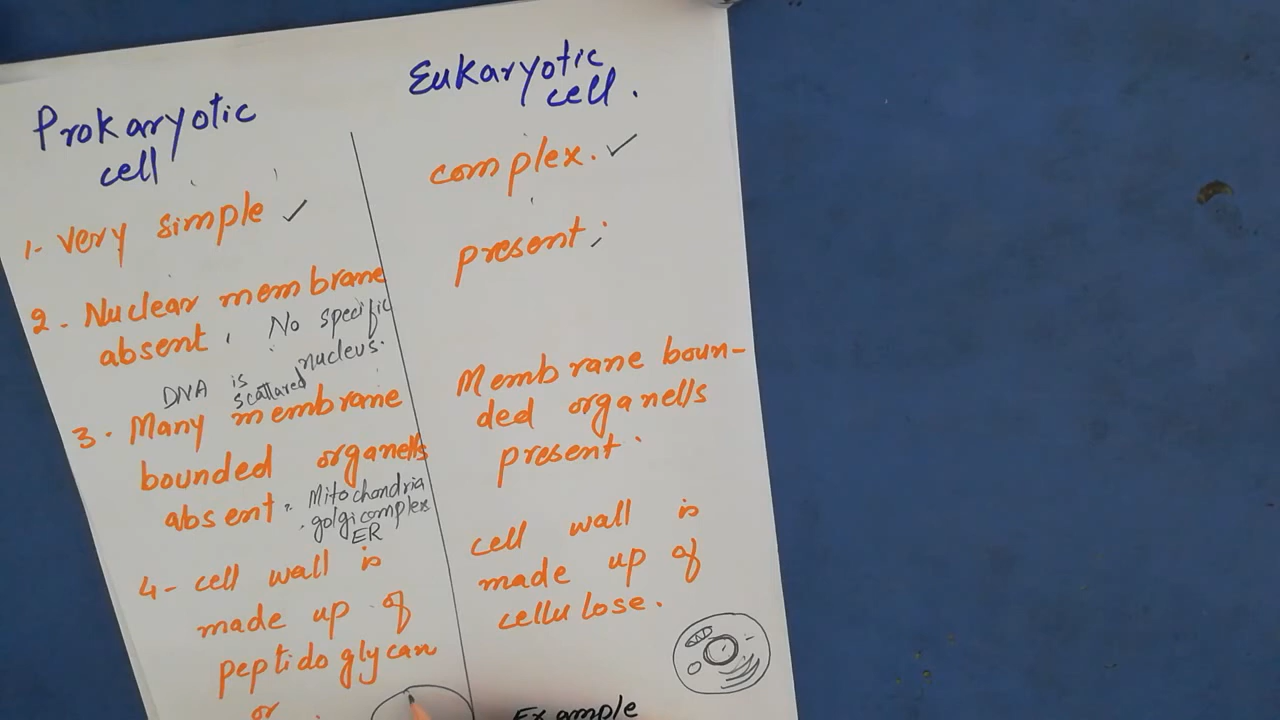 Prokaryotic
cell
1- Very simple
2. Nuclear membrane
absent.
No specific
nucleus.
DNA is
scattared
3. Many membrane
bounded organells
absent.
Mitochondria
golgi complex
ER
4- cell wall is
made up of
peptidoglycan
or
Eukaryotic
cell.
complex.
present.
Membrane boun-
ded organells
present.
cell wall is
made up of
cellulose.
Example